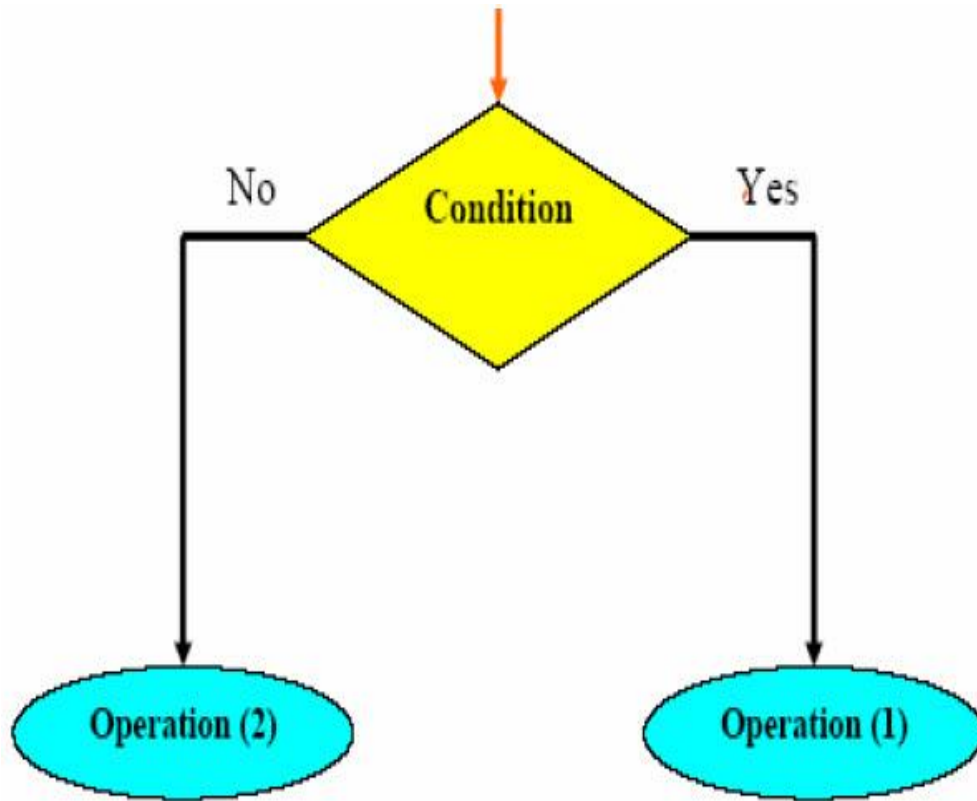 No
Yes
Condition
Operation (2)
Operation (1)